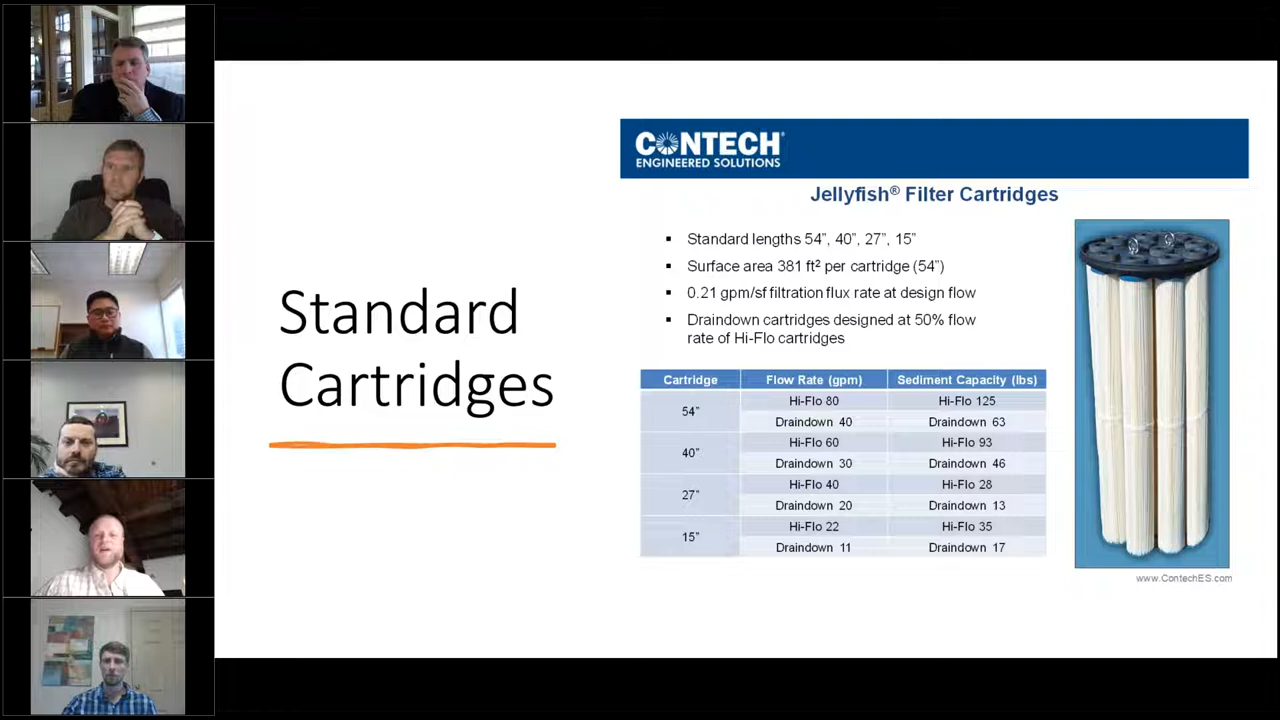 Standard
Cartridges
CONTECH®
ENGINEERED SOLUTIONS
Jellyfish® Filter Cartridges
▪ Standard lengths 54”, 40”, 27”, 15”
▪ Surface area 381 ft² per cartridge (54”)
▪ 0.21 gpm/sf filtration flux rate at design flow
▪ Draindown cartridges designed at 50% flow
rate of Hi-Flo cartridges
Cartridge Flow Rate (gpm) Sediment Capacity (lbs)
54” Hi-Flo 80 Hi-Flo 125
Draindown 40 Draindown 63
40” Hi-Flo 60 Hi-Flo 93
Draindown 30 Draindown 46
27” Hi-Flo 40 Hi-Flo 28
Draindown 20 Draindown 13
15” Hi-Flo 22 Hi-Flo 35
Draindown 11 Draindown 17
www.ContechES.com